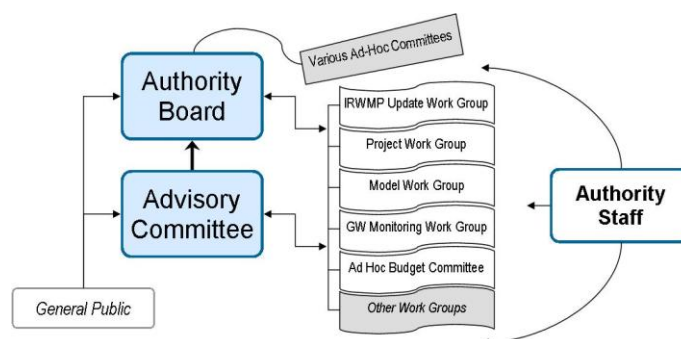 Various Ad-Hoc Committees
Authority
Board
IRWMP Update Work Group
Project Work Group
Model Work Group
Advisory
Committee
GW Monitoring Work Group
Ad Hoc Budget Committee
Other Work Groups
Authority
Staff
General Public